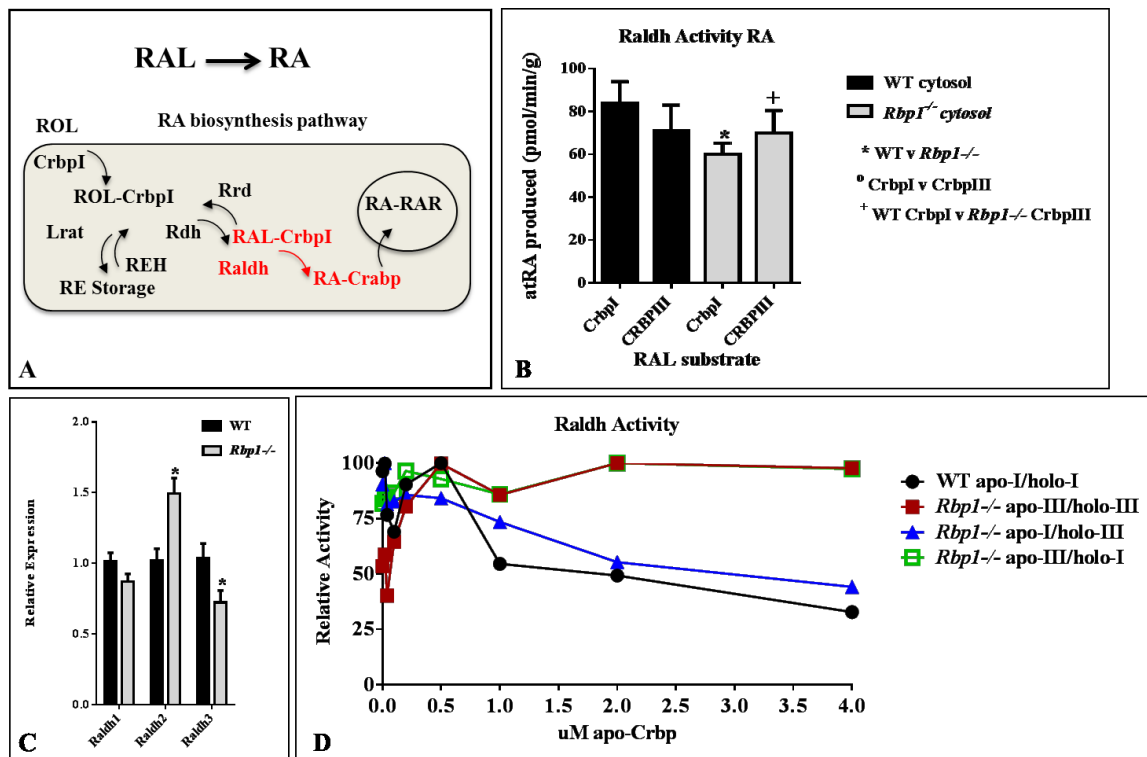 RAL → RA
RA biosynthesis pathway
ROL
CrbpI
ROL-CrbpI
Rrd
RA-RAR
Lrat
Rdh
RAL-CrbpI
REH
Raldh
RA-Crabp
RE Storage
A
Raldh Activity RA
atRA produced (pmol/min/g)
100
80
60
40
20
0
*
+
CrbpI
CRBPIII
CrbpI
CRBPIII
RAL substrate
WT cytosol
Rbp1-/- cytosol
* WT v Rbp1-/-
o CrbpI v CrbpIII
+ WT CrbpI v Rbp1-/- CrbpIII
B
Relative Expression
2.0
1.5
1.0
0.5
0.0
WT
Rbp1-/-
*
*
Raldh1
Raldh2
Raldh3
C
Raldh Activity
Relative Activity
100
75
50
25
0
0.0 0.5 1.0 1.5 2.0 2.5 3.0 3.5 4.0
uM apo-Crbp
WT apo-I/holo-I
Rbp1-/- apo-III/holo-III
Rbp1-/- apo-I/holo-III
Rbp1-/- apo-III/holo-I
D